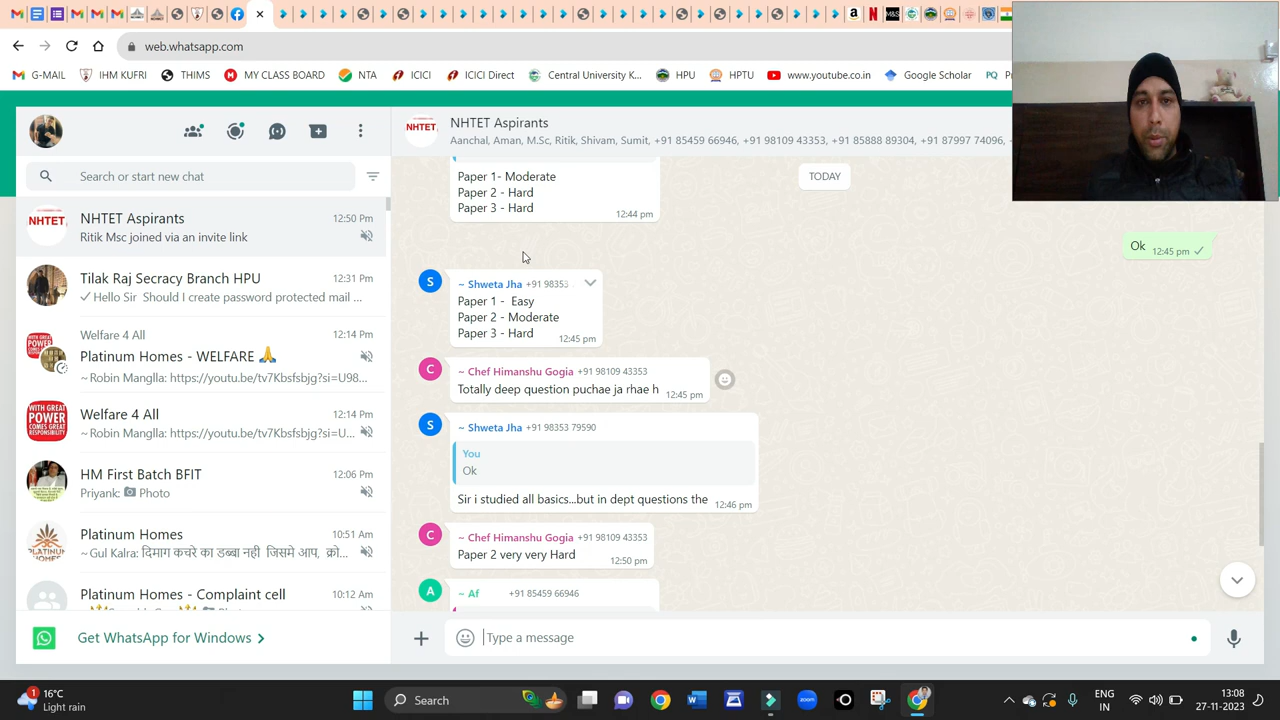 web.whatsapp.com
G-MAIL
IHM KUFRI
THIMS
MY CLASS BOARD
NTA
ICICI
ICICI Direct
Central University K...
HPU
HPTU
www.youtube.co.in
Google Scholar
Search or start new chat
NHTET
NHTET Aspirants
12:50 Pm
Ritik Msc joined via an invite link
Tilak Raj Secracy Branch HPU
12:31 Pm
Hello Sir Should I create password protected mail ...
Welfare 4 All
12:14 Pm
Platinum Homes - WELFARE 🙏
~Robin Manglla: https://youtu.be/tv7Kbsfsbjg?si=U98...
Welfare 4 All
12:14 Pm
~Robin Manglla: https://youtu.be/tv7Kbsfsbjg?si=U...
HM First Batch BFIT
12:06 Pm
Priyank: Photo
Platinum Homes
10:51 Am
~Gul Kalra: दिमाग कचरे का डब्बा नही जिसमे आप, क्रो...
Platinum Homes - Complaint cell
10:12 Am
Get WhatsApp for Windows
NHTET
NHTET Aspirants
Aanchal, Aman, M.Sc, Ritik, Shivam, Sumit, +91 85459 66946, +91 98109 43353, +91 85888 89304, +91 87997 74096,
TODAY
Paper 1- Moderate
Paper 2 - Hard
Paper 3 - Hard
12:44 pm
Ok 12:45 pm
S
~ Shweta Jha +91 98353
Paper 1 - Easy
Paper 2 - Moderate
Paper 3 - Hard
12:45 pm
C
~ Chef Himanshu Gogia +91 98109 43353
Totally deep question puchae ja rhae h
12:45 pm
S
~ Shweta Jha +91 98353 79590
You
Ok
Sir i studied all basics...but in dept questions the
12:46 pm
C
~ Chef Himanshu Gogia +91 98109 43353
Paper 2 very very Hard
12:50 pm
A
~ Af +91 85459 66946
Type a message
16°C
Light rain
Search
zoom
ENG
IN
13:08
27-11-2023